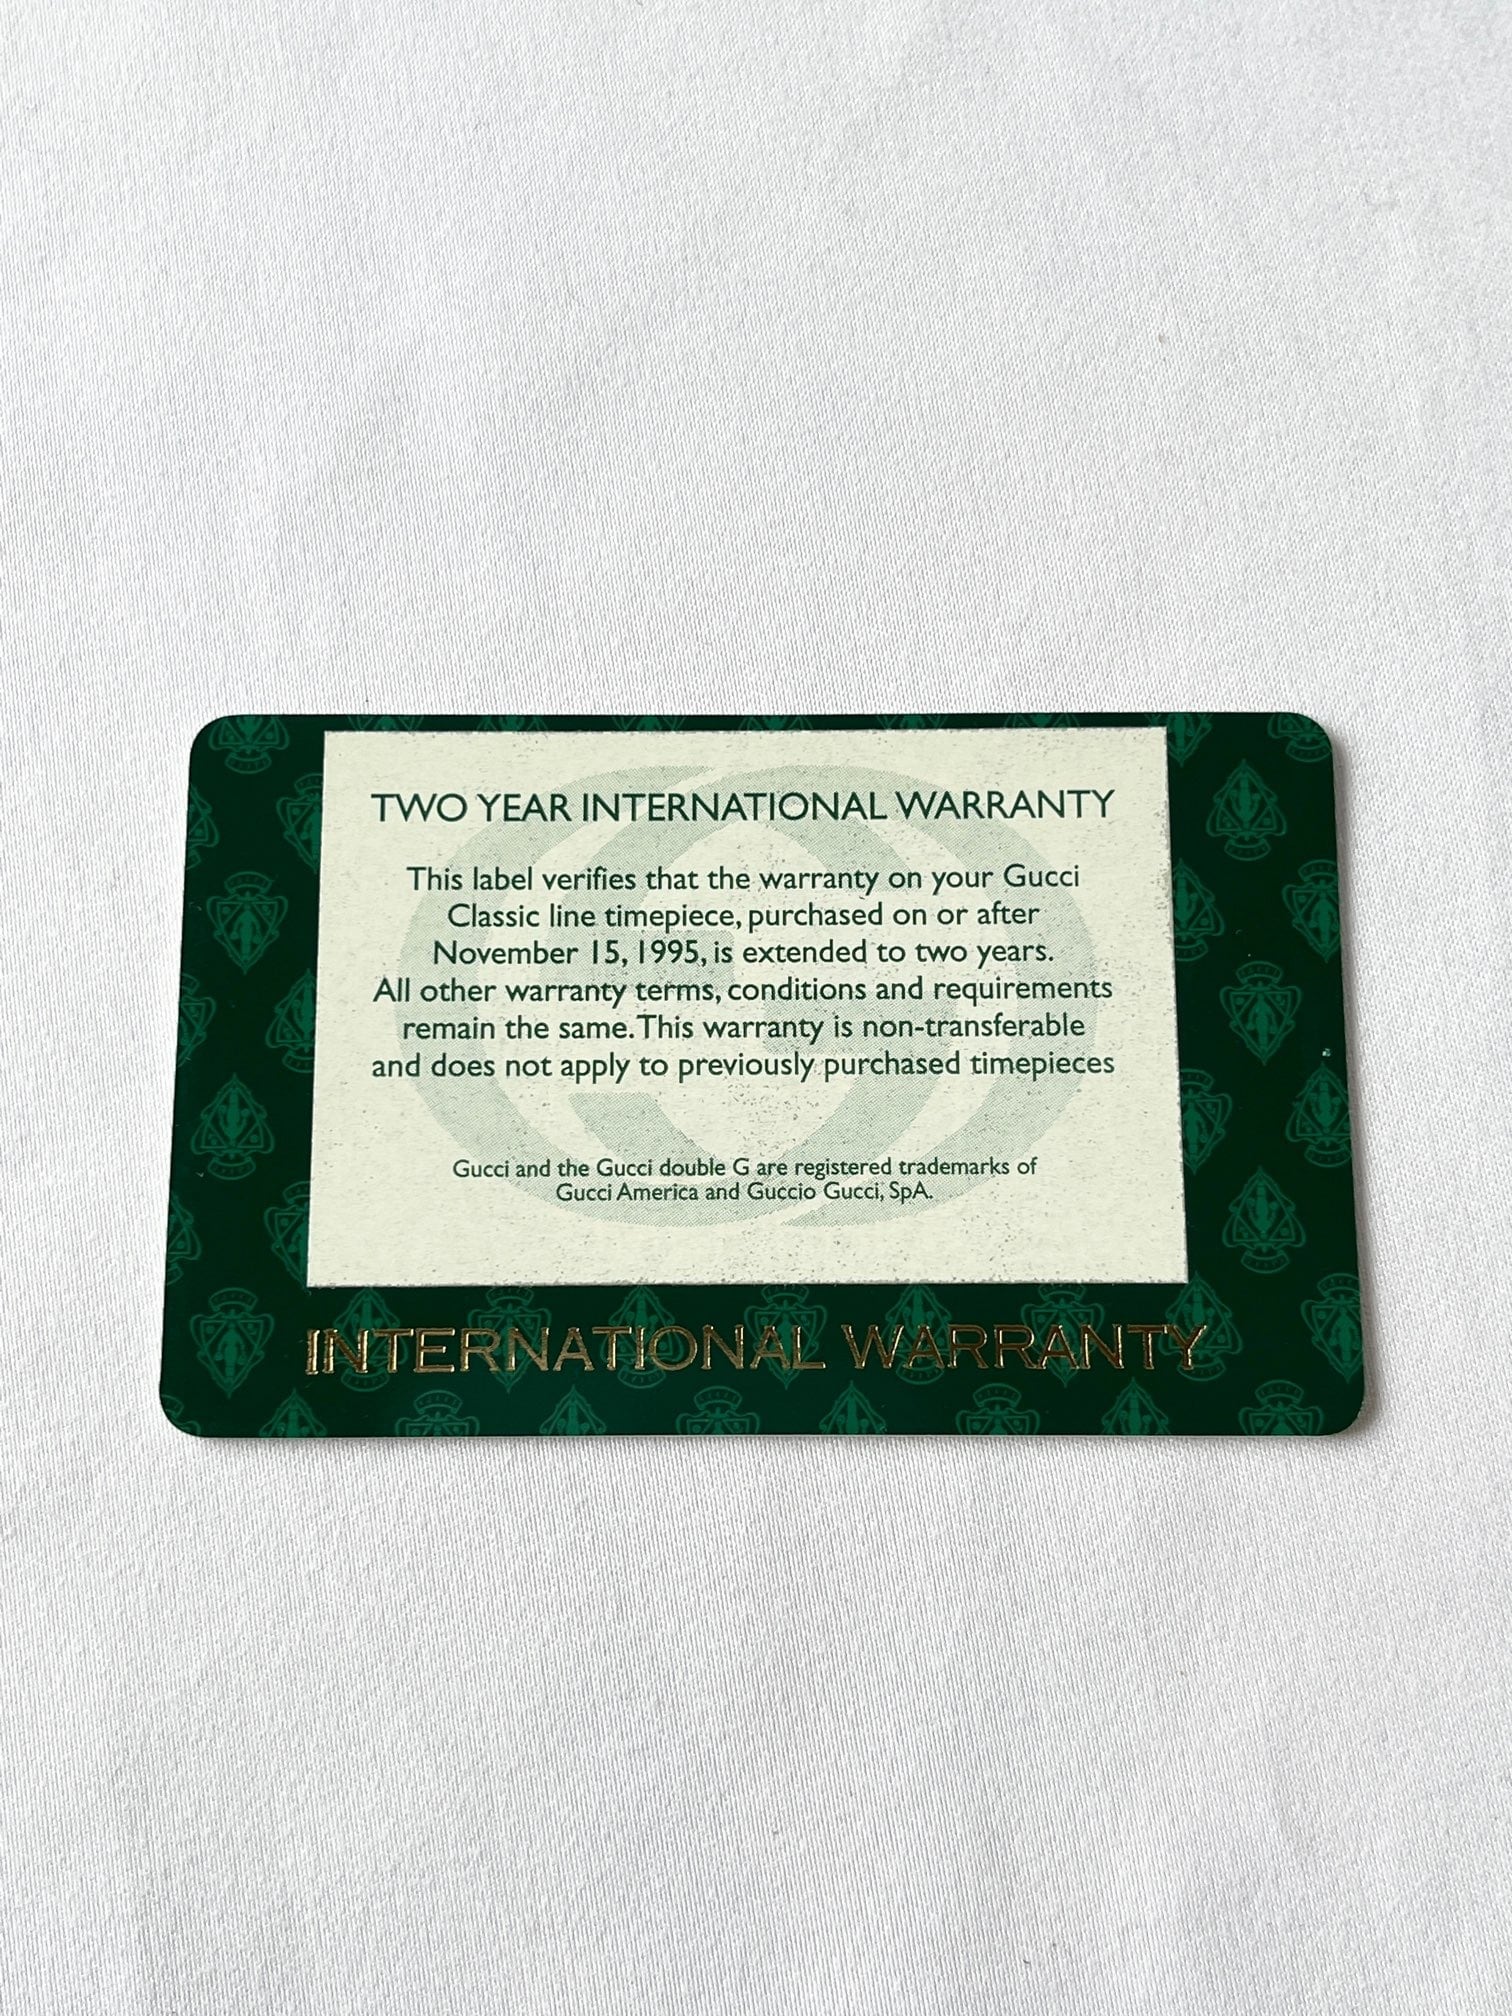 TWO YEAR INTERNATIONAL WARRANTY
This label verifies that the warranty on your Gucci
Classic line timepiece, purchased on or after
November 15, 1995, is extended to two years.
All other warranty terms, conditions and requirements
remain the same. This warranty is non-transferable
and does not apply to previously purchased timepieces
Gucci and the Gucci double G are registered trademarks of
Gucci America and Guccio Gucci, SpA.
INTERNATIONAL WARRANTY